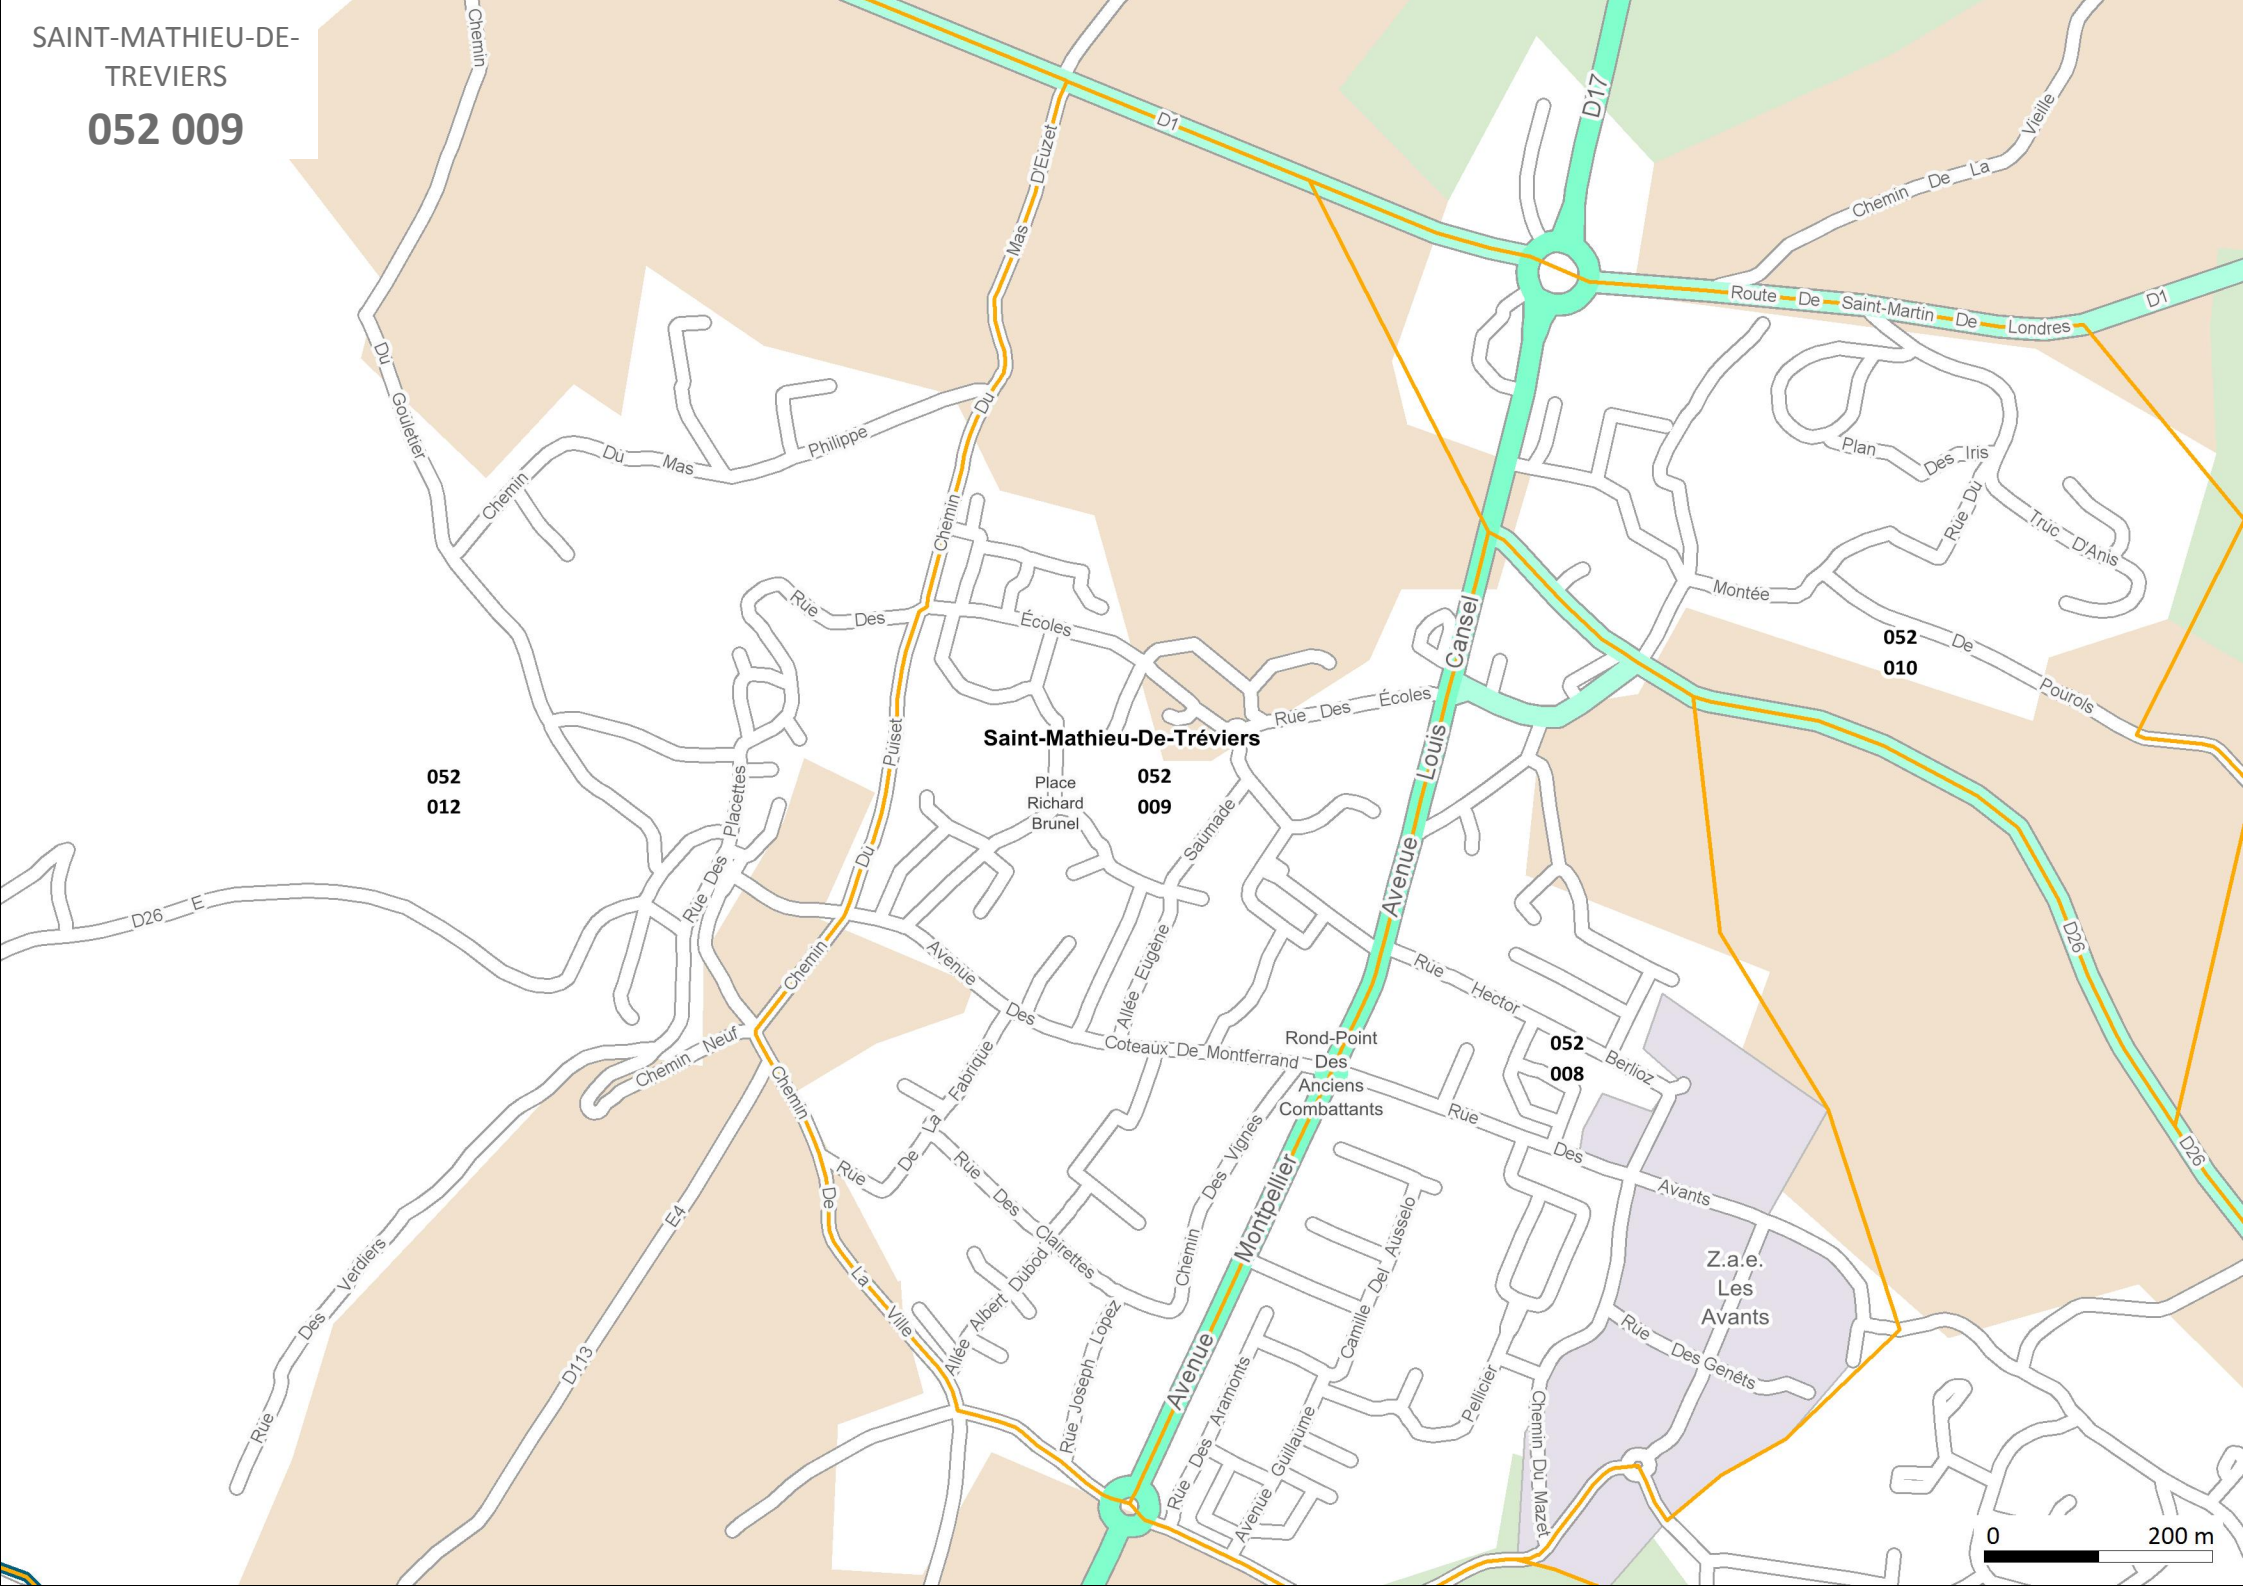 SAINT-MATHIEU-DE-
TREVIERS
052 009
Chemin
Du
Gouletier
D1
D17
Chemin De La Vieille
Route De Saint-Martin De Londres
D1
Mas D'Euzet
Du
Chemin
Chemin Du Mas Philippe
Plan Des Iris
Rue Du
Truc D'Anis
Montée
De
Pourols
052
010
Rue Des Écoles
Rue Des Écoles
Cansel
Louis
Avenue
Saint-Mathieu-De-Tréviers
052
009
Place
Richard
Brunel
052
012
Puiset
Du
Chemin
Rue Des Placettes
Saumade
Allée Eugène
D26 E
D26
D26
Avenue Des Coteaux De Montferrand
Rond-Point
Des
Anciens
Combattants
Rue Hector Berlioz
052
008
Rue Des Avants
Chemin Neuf
Chemin
De
La
Ville
Rue De La Fabrique
Rue Des Clairettes
Chemin Des Vignes
Allée Albert Dubod
Rue Joseph Lopez
Avenue Montpellier
Camille Del Ausselo
Rue Des Aramonts
Avenue Guillaume
Pellicier
Chemin Du Mazet
Z.a.e.
Les
Avants
Rue Des Genêts
Rue Des Verdiers
E4
D113
0 200 m